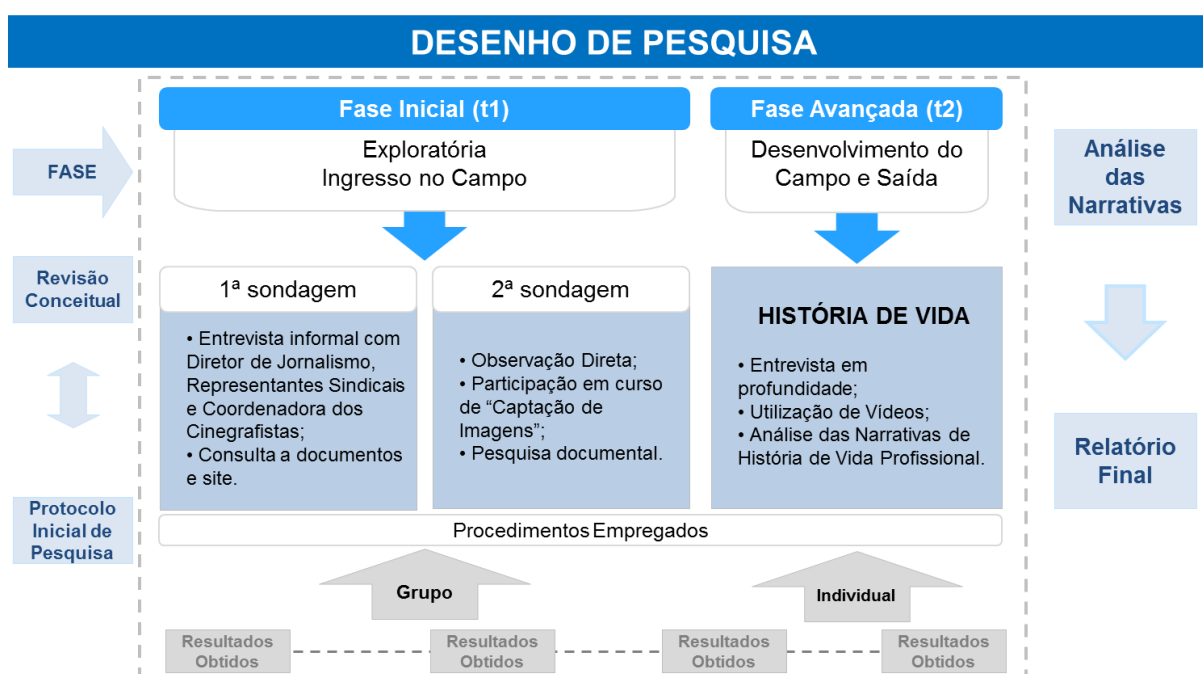 DESENHO DE PESQUISA
FASE
Revisão
Conceitual
Protocolo
Inicial de
Pesquisa
Fase Inicial (t1)
Exploratória
Ingresso no Campo
Fase Avançada (t2)
Desenvolvimento do
Campo e Saída
1ª sondagem
• Entrevista informal com
Diretor de Jornalismo,
Representantes Sindicais
e Coordenadora dos
Cinegrafistas;
• Consulta a documentos
e site.
2ª sondagem
• Observação Direta;
• Participação em curso
de “Captação de
Imagens”;
• Pesquisa documental.
HISTÓRIA DE VIDA
• Entrevista em
profundidade;
• Utilização de Vídeos;
• Análise das Narrativas de
História de Vida Profissional.
Procedimentos Empregados
Grupo
Individual
Resultados
Obtidos
Resultados
Obtidos
Resultados
Obtidos
Resultados
Obtidos
Análise
das
Narrativas
Relatório
Final